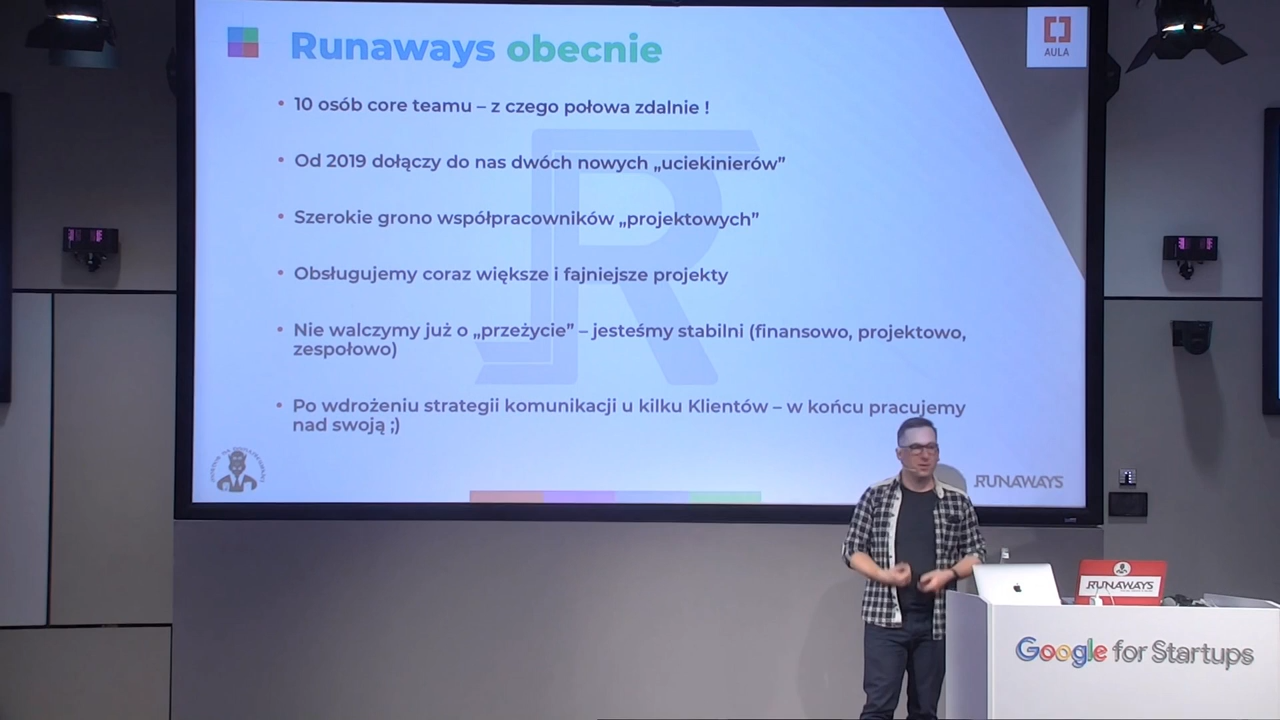 Runaways obecnie
AULA
• 10 osób core teamu – z czego połowa zdalnie !
• Od 2019 dołączy do nas dwóch nowych „uciekinierów”
• Szerokie grono współpracowników „projektowych”
• Obsługujemy coraz większe i fajniejsze projekty
• Nie walczymy już o „przeżycie” – jesteśmy stabilni (finansowo, projektowo,
zespołowo)
• Po wdrożeniu strategii komunikacji u kilku Klientów – w końcu pracujemy
nad swoją ;)
RUNAWAYS
RUNAWAYS
Google for Startups